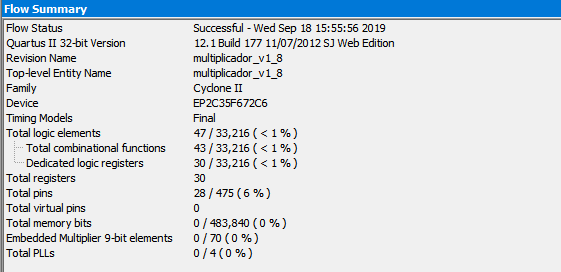 Flow Summary
Flow Status Successful - Wed Sep 18 15:55:56 2019
Quartus II 32-bit Version 12.1 Build 177 11/07/2012 SJ Web Edition
Revision Name multiplicador_v1_8
Top-level Entity Name multiplicador_v1_8
Family Cyclone II
Device EP2C35F672C6
Timing Models Final
Total logic elements 47 / 33,216 ( < 1 % )
Total combinational functions 43 / 33,216 ( < 1 % )
Dedicated logic registers 30 / 33,216 ( < 1 % )
Total registers 30
Total pins 28 / 475 ( 6 % )
Total virtual pins 0
Total memory bits 0 / 483,840 ( 0 % )
Embedded Multiplier 9-bit elements 0 / 70 ( 0 % )
Total PLLs 0 / 4 ( 0 % )